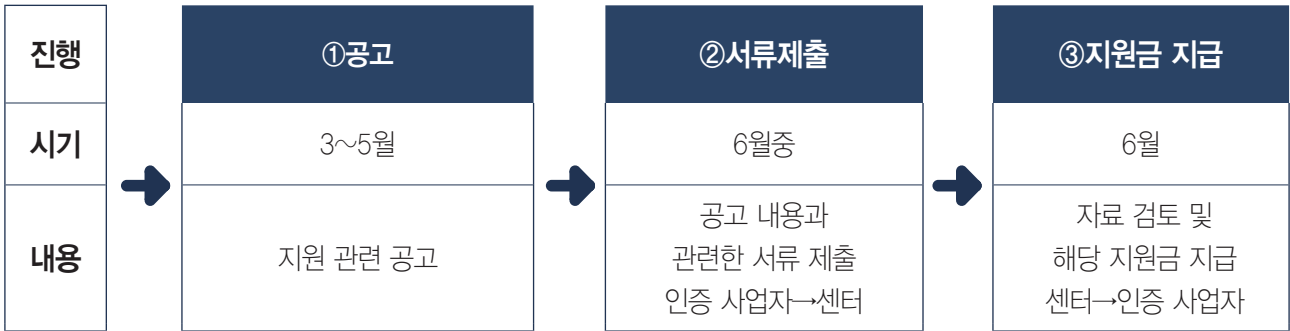 진행
①공고
②서류제출
③지원금 지급
시기
3~5월
6월중
6월
내용
지원 관련 공고
공고 내용과
관련한 서류 제출
인증 사업자→센터
자료 검토 및
해당 지원금 지급
센터→인증 사업자